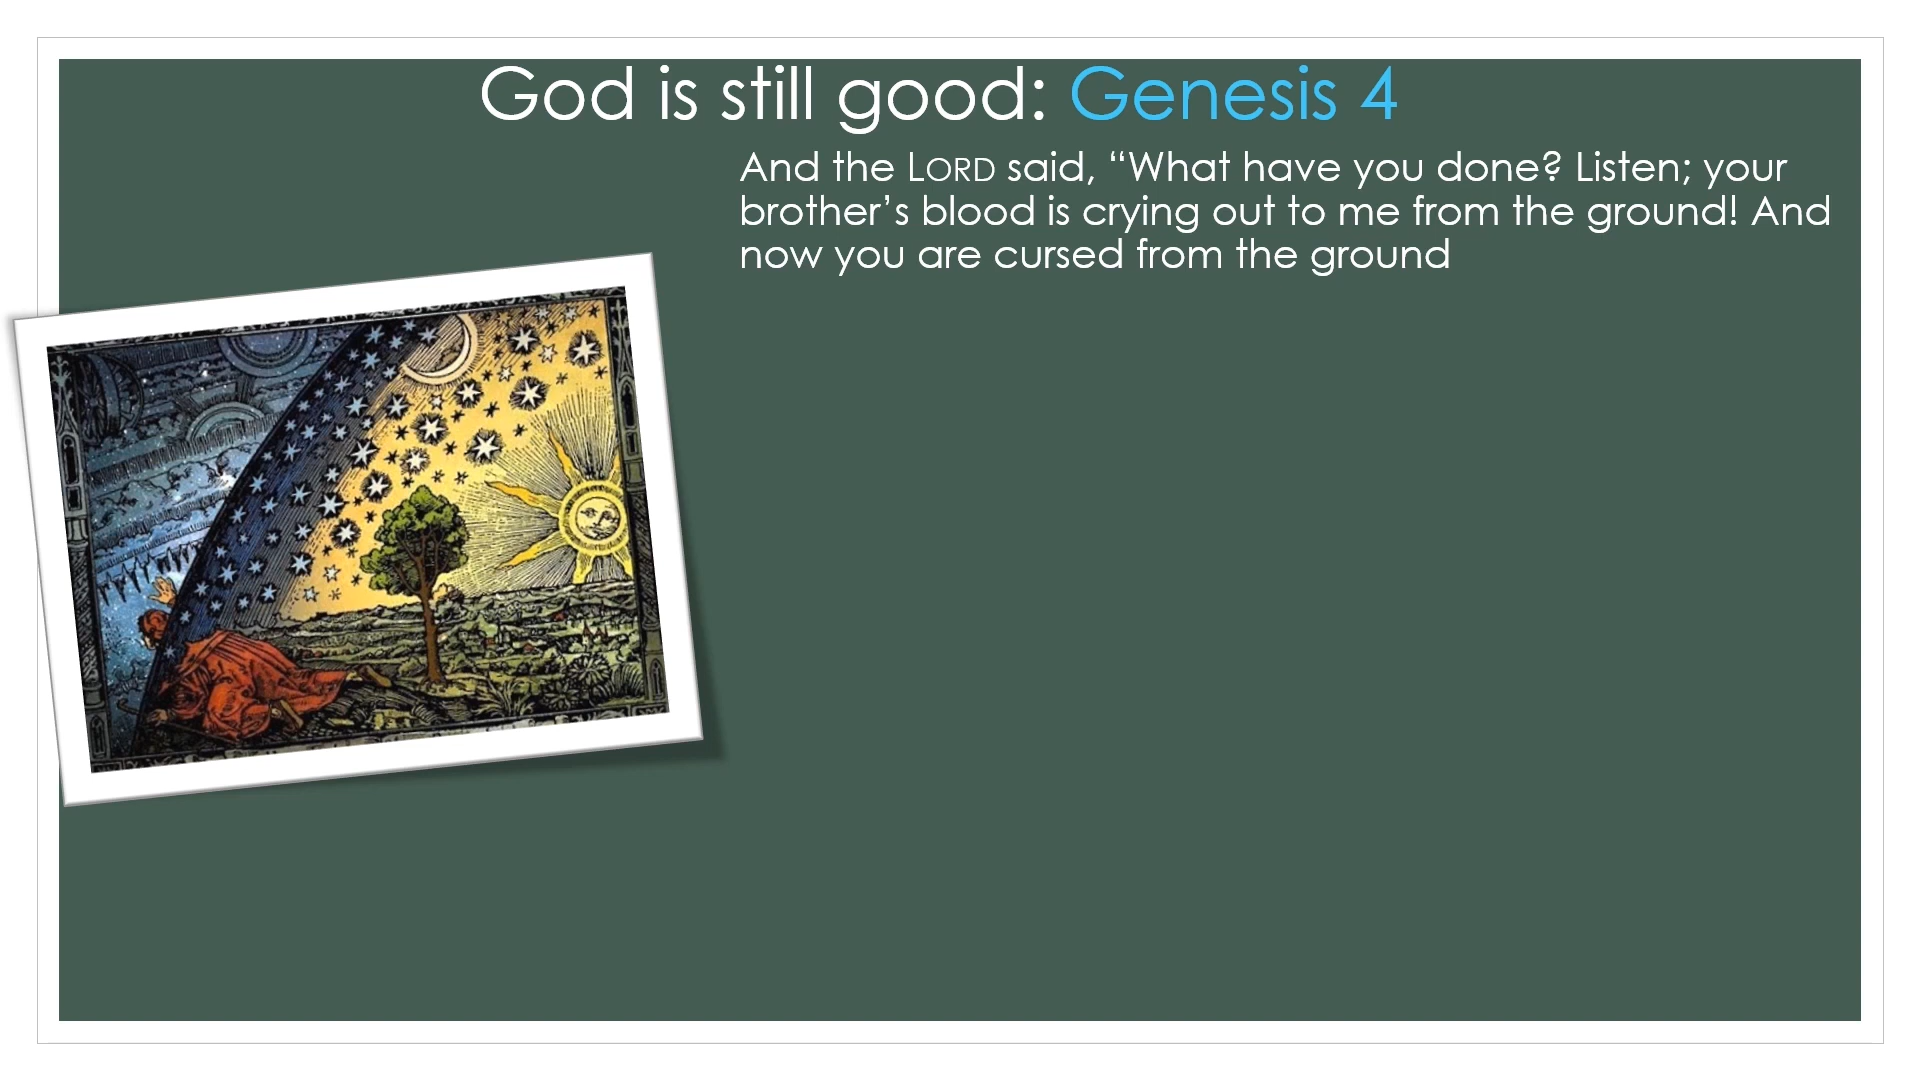 God is still good: Genesis 4
And the LORD said, “What have you done? Listen; your
brother’s blood is crying out to me from the ground! And
now you are cursed from the ground